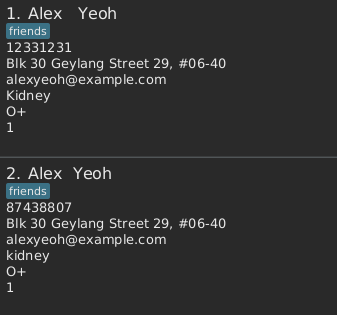 1. Alex   Yeoh
friends
12331231
Blk 30 Geylang Street 29, #06-40
alexyeoh@example.com
Kidney
O+
1
2. Alex  Yeoh
friends
87438807
Blk 30 Geylang Street 29, #06-40
alexyeoh@example.com
kidney
O+
1